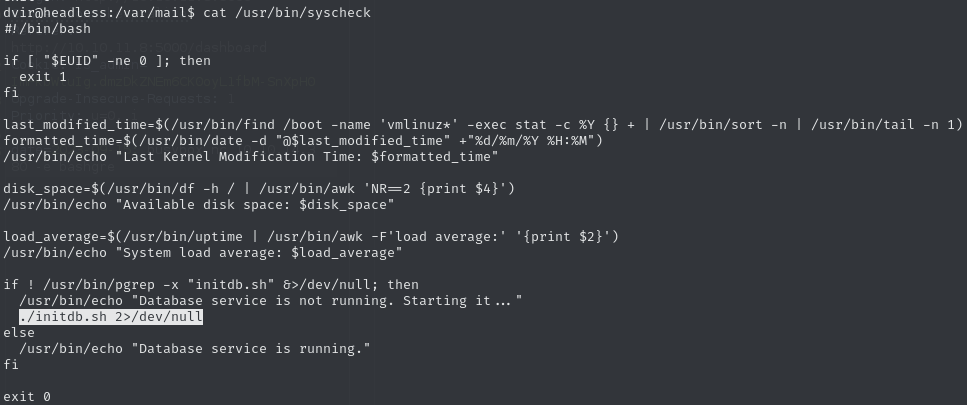 dvir@headless:/var/mail$ cat /usr/bin/syscheck
#!/bin/bash
if [ "$EUID" -ne 0 ]; then
  exit 1
fi
last_modified_time=$(/usr/bin/find /boot -name 'vmlinuz*' -exec stat -c %Y {} + | /usr/bin/sort -n | /usr/bin/tail -n 1)
formatted_time=$(/usr/bin/date -d "@$last_modified_time" +"%d/%m/%Y %H:%M")
/usr/bin/echo "Last Kernel Modification Time: $formatted_time"
disk_space=$(/usr/bin/df -h / | /usr/bin/awk 'NR==2 {print $4}')
/usr/bin/echo "Available disk space: $disk_space"
load_average=$(/usr/bin/uptime | /usr/bin/awk -F'load average:' '{print $2}')
/usr/bin/echo "System load average: $load_average"
if ! /usr/bin/pgrep -x "initdb.sh" &>/dev/null; then
  /usr/bin/echo "Database service is not running. Starting it..."
  ./initdb.sh 2>/dev/null
else
  /usr/bin/echo "Database service is running."
fi
exit 0